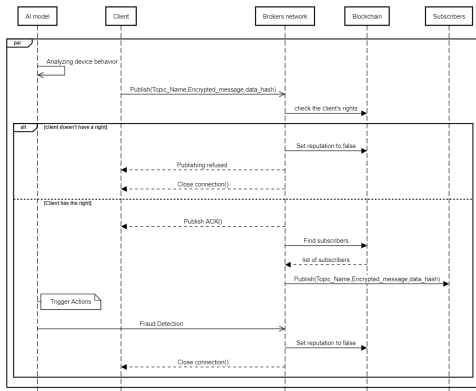 AI model
Client
Brokers network
Blockchain
Subscribers
par
Analyzing device behavior
Publish(Topic_Name,Encrypted_message,data_hash)
check the client's rights
alt
[client doesn't have a right]
Set reputation to false
Publishing refused
Close connection()
[Client has the right]
Publish ACK()
Find subscribers
list of subscribers
Publish(Topic_Name,Encrypted_message,data_hash)
Trigger Actions
Fraud Detection
Set reputation to false
Close connection()